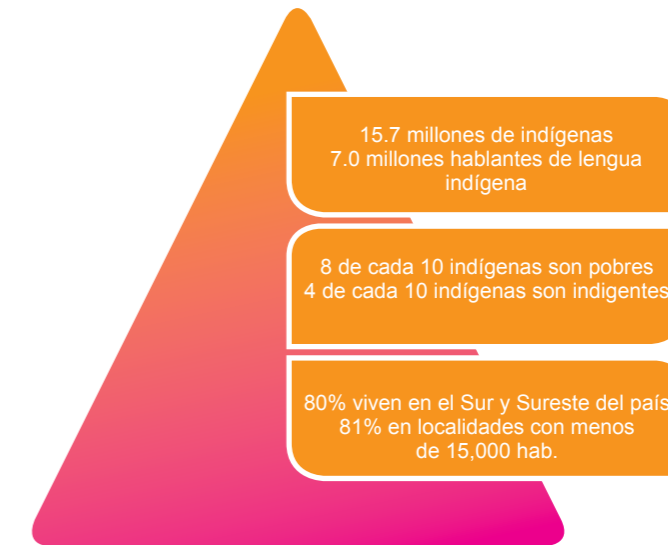 15.7 millones de indígenas
7.0 millones hablantes de lengua
indígena
8 de cada 10 indígenas son pobres
4 de cada 10 indígenas son indigentes
80% viven en el Sur y Sureste del país
81% en localidades con menos
de 15,000 hab.